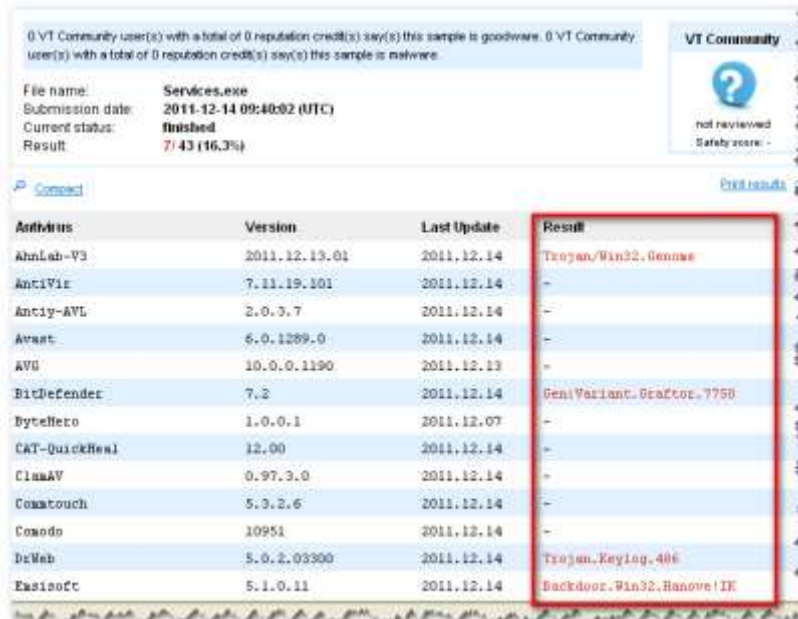 0 VT Community user(s) with a total of 0 reputation credit(s) say(s) this sample is goodware. 0 VT Community
user(s) with a total of 0 reputation credit(s) say(s) this sample is malware.
VT Community
not reviewed
Safety score: -
File name: Services.exe
Submission date: 2011-12-14 09:40:02 (UTC)
Current status: finished
Result: 7/ 43 (16.3%)
Compact
Print results
Antivirus Version Last Update Result
AhnLab-V3 2011.12.13.01 2011.12.14 Trojan/Win32.Genome
AntiVir 7.11.19.101 2011.12.14 -
Antiy-AVL 2.0.3.7 2011.12.14 -
Avast 6.0.1289.0 2011.12.14 -
AVG 10.0.0.1190 2011.12.13 -
BitDefender 7.2 2011.12.14 Gen:Variant.Graftor.7750
ByteHero 1.0.0.1 2011.12.07 -
CAT-QuickHeal 12.00 2011.12.14 -
ClamAV 0.97.3.0 2011.12.14 -
Commtouch 5.3.2.6 2011.12.14 -
Comodo 10951 2011.12.14 -
DrWeb 5.0.2.03300 2011.12.14 Trojan.Keylog.486
Emsisoft 5.1.0.11 2011.12.14 Backdoor.Win32.Hanove!IK